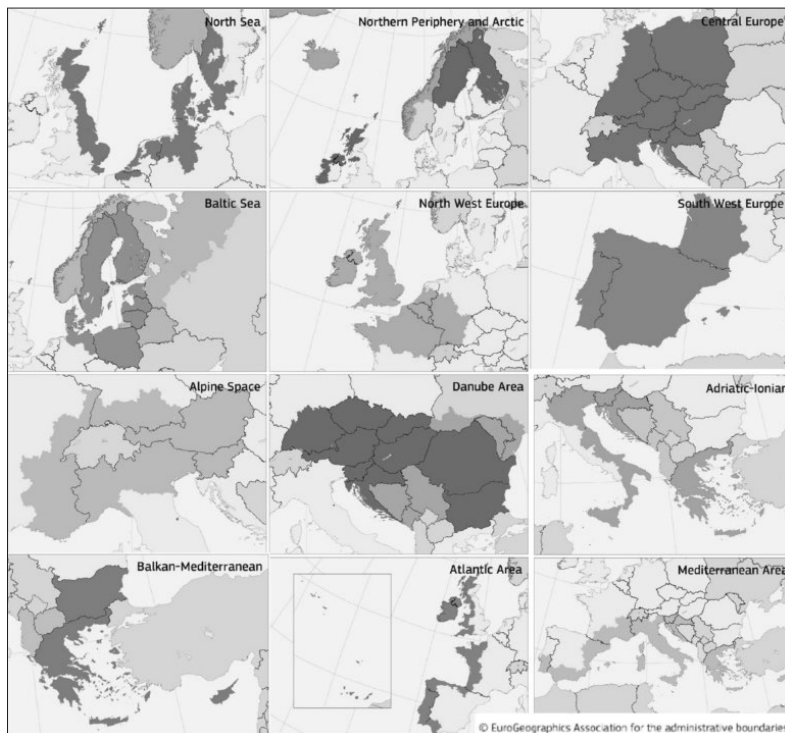 North Sea
Northern Periphery and Arctic
Central Europe
Baltic Sea
North West Europe
South West Europe
Alpine Space
Danube Area
Adriatic-Ionian
Balkan-Mediterranean
Atlantic Area
Mediterranean Area
© EuroGeographics Association for the administrative boundaries